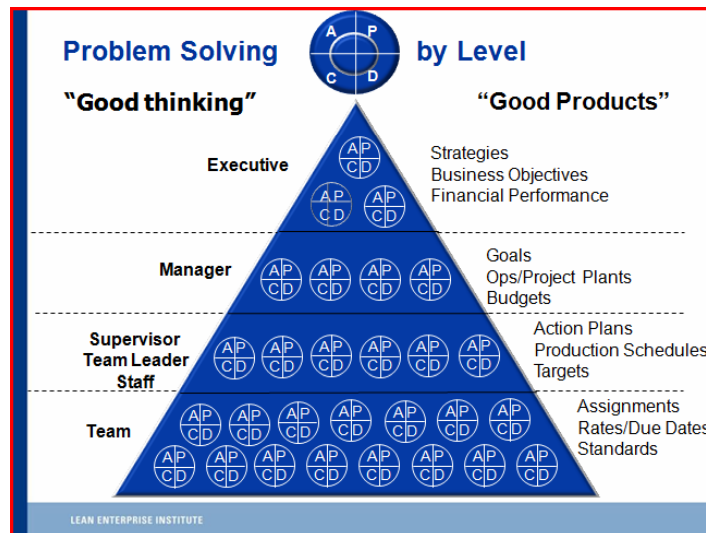 Problem Solving
A P
C D
by Level
“Good thinking”
“Good Products”
Executive
A P
C D
A P A P
C D C D
Strategies
Business Objectives
Financial Performance
Manager
A P A P A P A P
C D C D C D C D
Goals
Ops/Project Plants
Budgets
Supervisor
Team Leader
Staff
A P A P A P A P A P A P
C D C D C D C D C D C D
Action Plans
Production Schedules
Targets
Team
A P A P A P A P A P A P A P
C D C D C D C D C D C D C D
A P A P A P A P A P A P A P A P
C D C D C D C D C D C D C D C D
Assignments
Rates/Due Dates
Standards
LEAN ENTERPRISE INSTITUTE